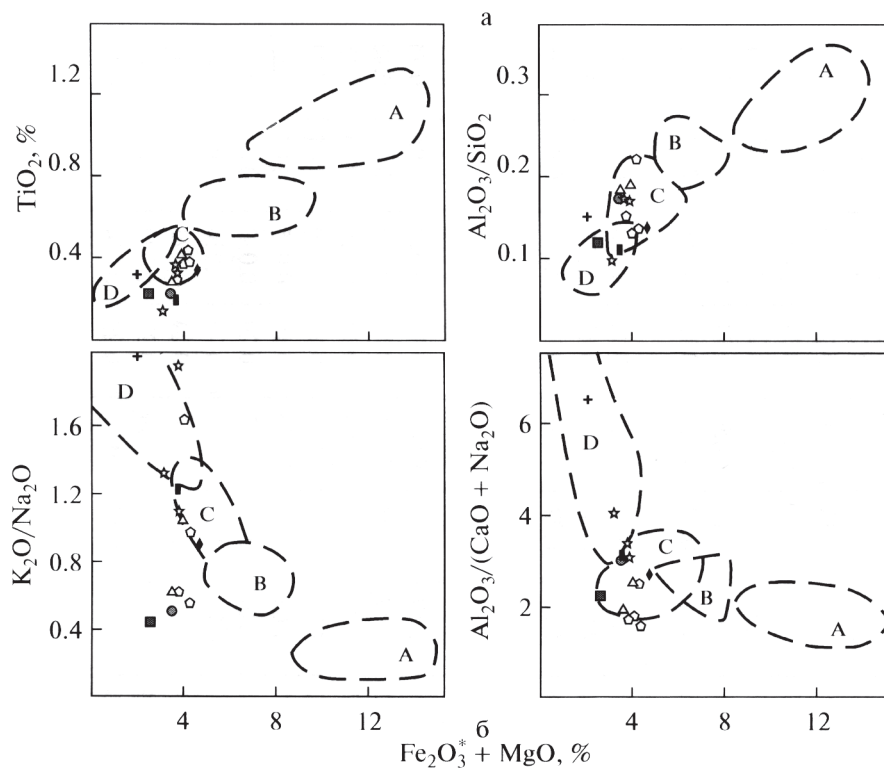 а
TiO₂, %
1.2
0.8
0.4
A
B
C
D
Al₂O₃/SiO₂
0.3
0.2
0.1
A
B
C
D
K₂O/Na₂O
1.6
1.2
0.8
0.4
D
C
B
A
4 8 12
Al₂O₃/(CaO + Na₂O)
6
4
2
D
C
B
A
4 8 12
б
Fe₂O₃* + MgO, %